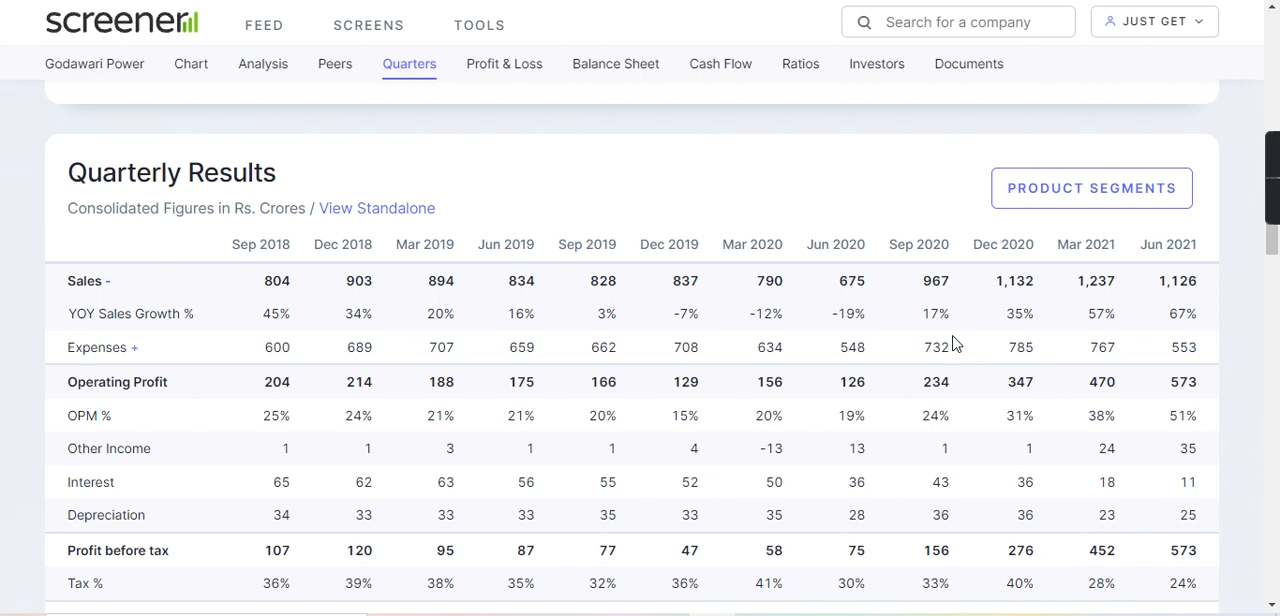 screener
FEED SCREENS TOOLS Search for a company JUST GET
Godawari Power Chart Analysis Peers Quarters Profit & Loss Balance Sheet Cash Flow Ratios Investors Documents
Quarterly Results
PRODUCT SEGMENTS
Consolidated Figures in Rs. Crores / View Standalone
Sep 2018 Dec 2018 Mar 2019 Jun 2019 Sep 2019 Dec 2019 Mar 2020 Jun 2020 Sep 2020 Dec 2020 Mar 2021 Jun 2021
Sales - 804 903 894 834 828 837 790 675 967 1,132 1,237 1,126
YOY Sales Growth % 45% 34% 20% 16% 3% -7% -12% -19% 17% 35% 57% 67%
Expenses + 600 689 707 659 662 708 634 548 732 785 767 553
Operating Profit 204 214 188 175 166 129 156 126 234 347 470 573
OPM % 25% 24% 21% 21% 20% 15% 20% 19% 24% 31% 38% 51%
Other Income 1 1 3 1 1 4 -13 13 1 1 24 35
Interest 65 62 63 56 55 52 50 36 43 36 18 11
Depreciation 34 33 33 33 35 33 35 28 36 36 23 25
Profit before tax 107 120 95 87 77 47 58 75 156 276 452 573
Tax % 36% 39% 38% 35% 32% 36% 41% 30% 33% 40% 28% 24%